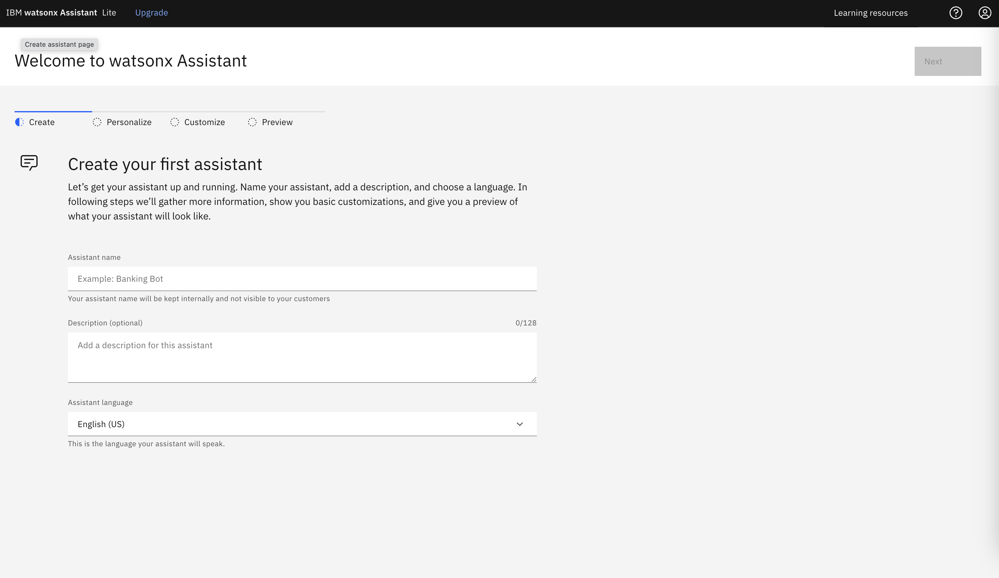 IBM watsonx Assistant Lite Upgrade Learning resources
Create assistant page
Welcome to watsonx Assistant
Next
Create Personalize Customize Preview
Create your first assistant
Let’s get your assistant up and running. Name your assistant, add a description, and choose a language. In
following steps we’ll gather more information, show you basic customizations, and give you a preview of
what your assistant will look like.
Assistant name
Example: Banking Bot
Your assistant name will be kept internally and not visible to your customers
Description (optional) 0/128
Add a description for this assistant
Assistant language
English (US)
This is the language your assistant will speak.